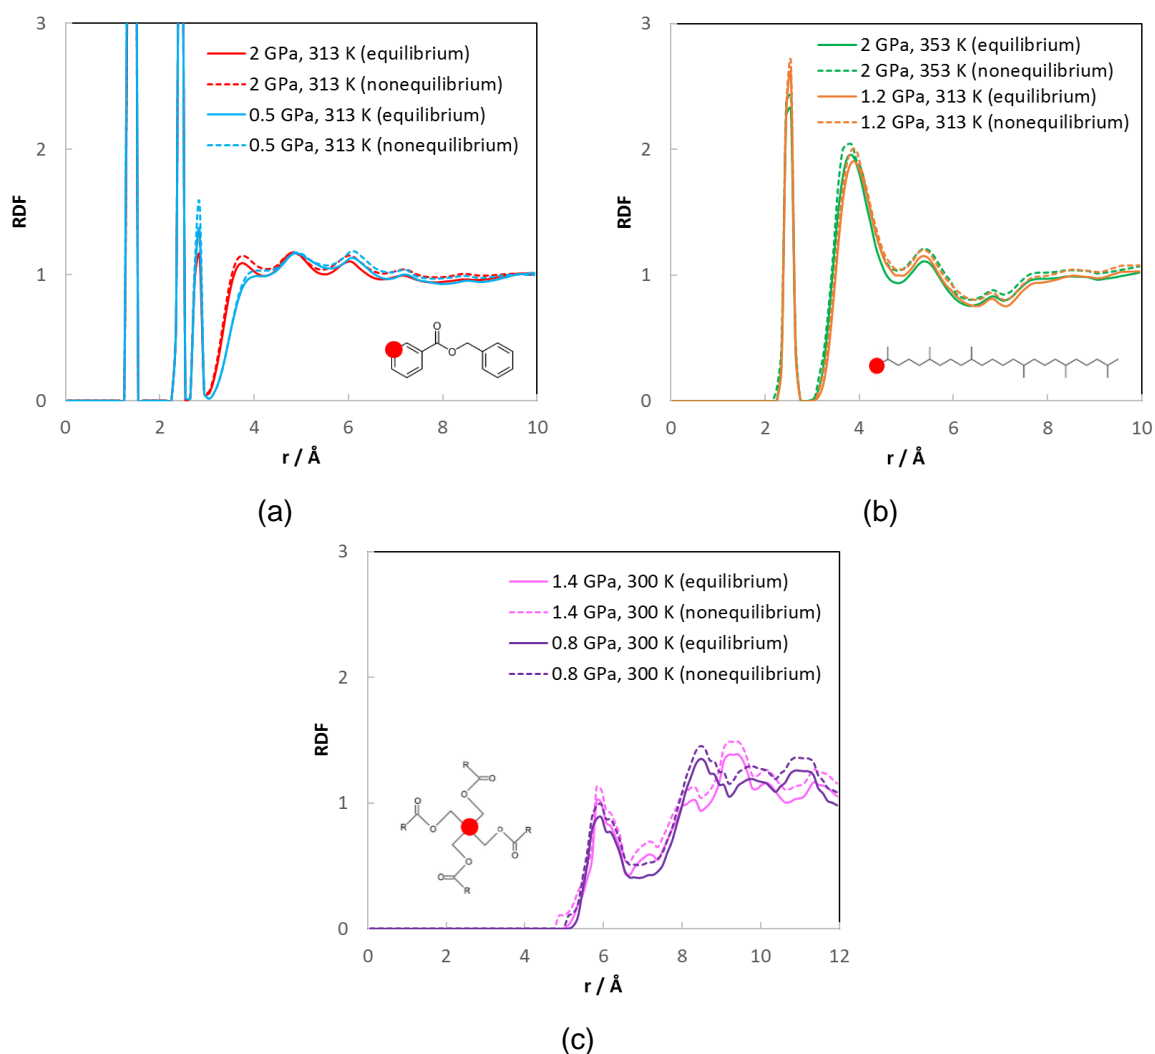 3
2 GPa, 313 K (equilibrium)
2 GPa, 313 K (nonequilibrium)
0.5 GPa, 313 K (equilibrium)
0.5 GPa, 313 K (nonequilibrium)
2
RDF
1
O
O
0
0 2 4 6 8 10
r / Å
(a)
3
2 GPa, 353 K (equilibrium)
2 GPa, 353 K (nonequilibrium)
1.2 GPa, 313 K (equilibrium)
1.2 GPa, 313 K (nonequilibrium)
2
RDF
1
0
0 2 4 6 8 10
r / Å
(b)
3
1.4 GPa, 300 K (equilibrium)
1.4 GPa, 300 K (nonequilibrium)
0.8 GPa, 300 K (equilibrium)
0.8 GPa, 300 K (nonequilibrium)
2
RDF
1
R
O
O
O
R
O
O
R
O
O
O
R
0
0 2 4 6 8 10 12
r / Å
(c)